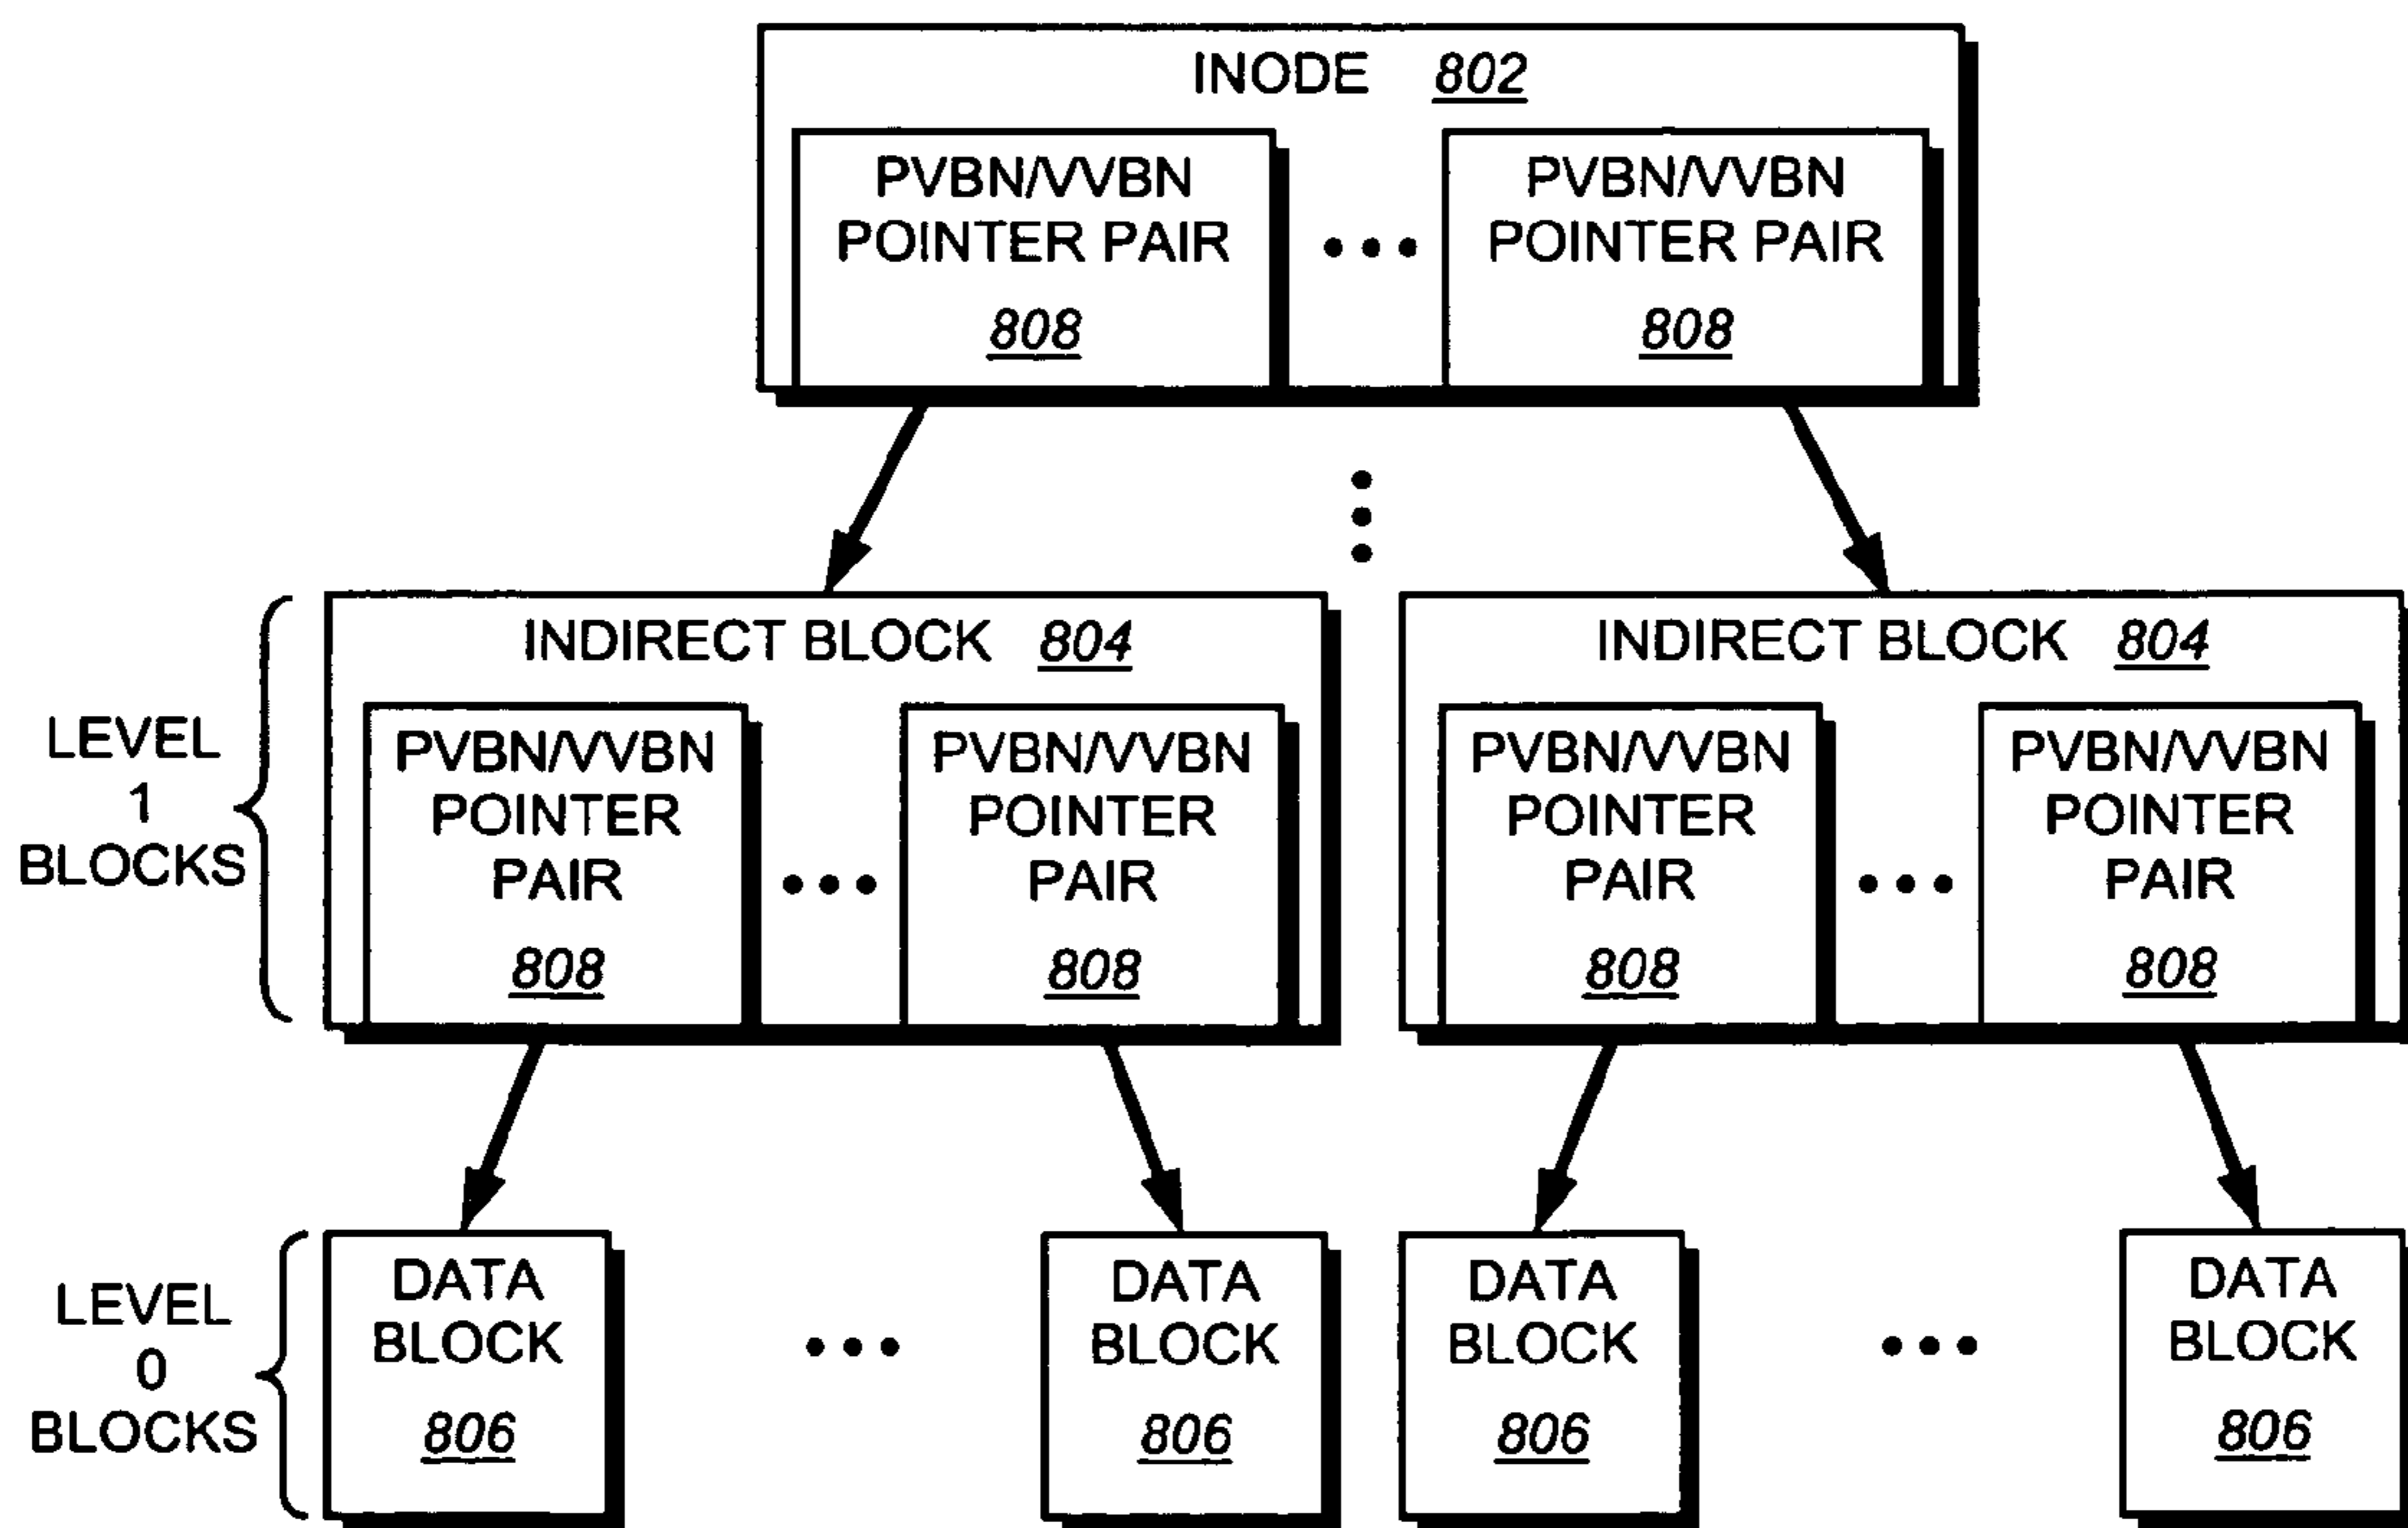 INODE 802
PVBN/VVBN
POINTER PAIR
808
PVBN/VVBN
POINTER PAIR
808
LEVEL
1
BLOCKS
INDIRECT BLOCK 804
PVBN/VVBN
POINTER
PAIR
808
PVBN/VVBN
POINTER
PAIR
808
INDIRECT BLOCK 804
PVBN/VVBN
POINTER
PAIR
808
PVBN/VVBN
POINTER
PAIR
808
LEVEL
0
BLOCKS
DATA
BLOCK
806
DATA
BLOCK
806
DATA
BLOCK
806
DATA
BLOCK
806